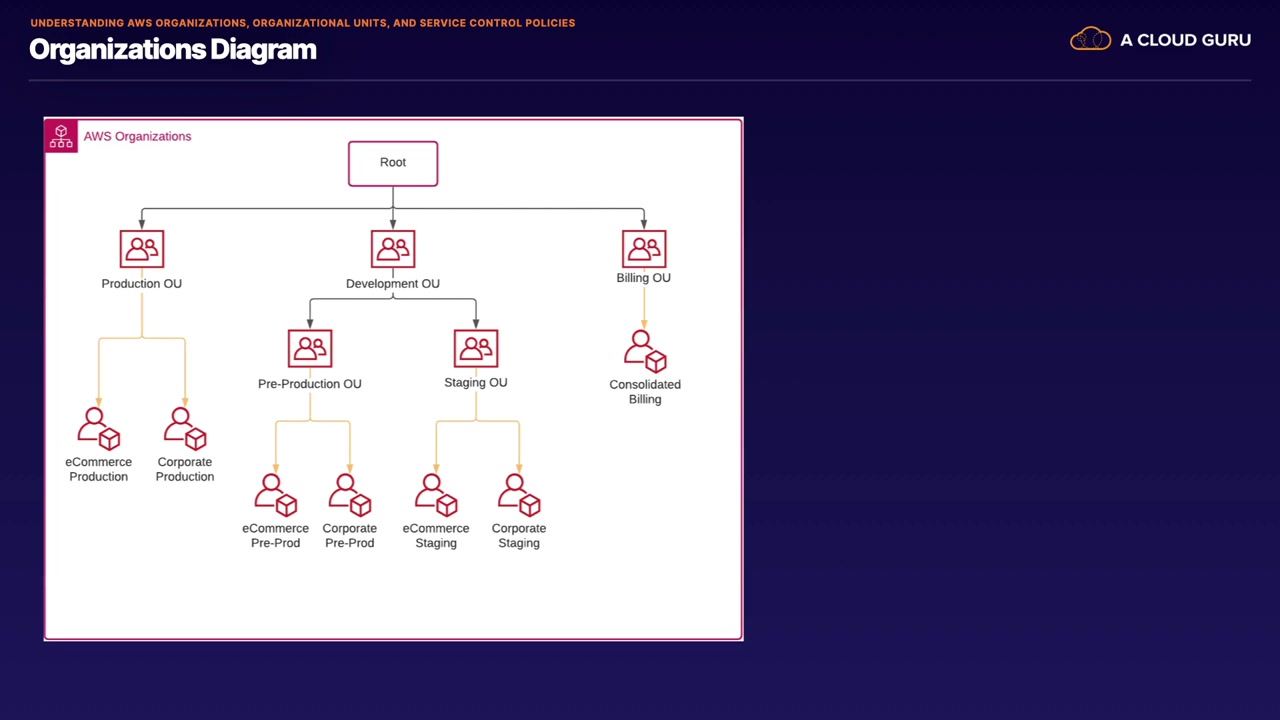 UNDERSTANDING AWS ORGANIZATIONS, ORGANIZATIONAL UNITS, AND SERVICE CONTROL POLICIES
Organizations Diagram
A CLOUD GURU
AWS Organizations
Root
Production OU
Development OU
Billing OU
Pre-Production OU
Staging OU
Consolidated
Billing
eCommerce
Production
Corporate
Production
eCommerce
Pre-Prod
Corporate
Pre-Prod
eCommerce
Staging
Corporate
Staging